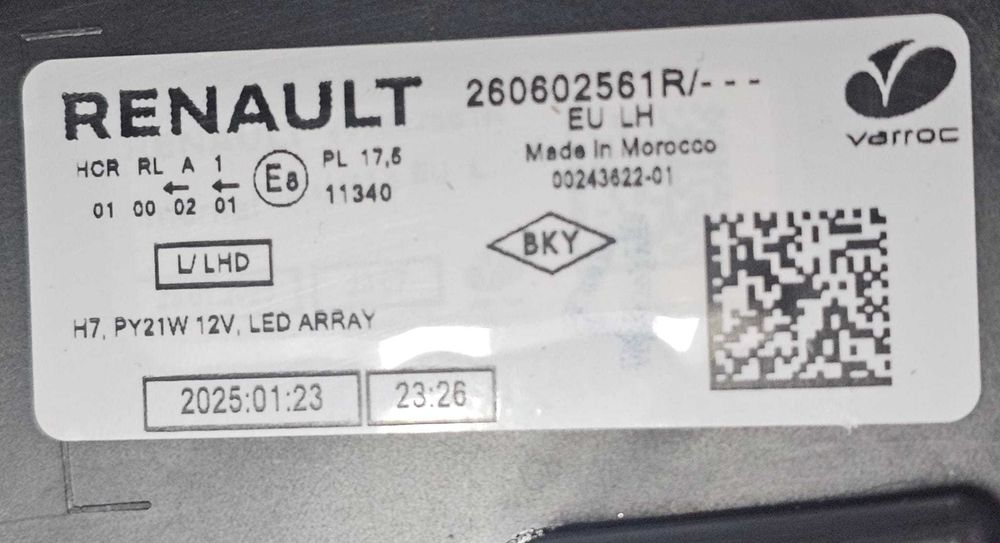 RENAULT
260602561R/---
EU LH
Made In Morocco
00243622-01
varroc
HCR RL A 1
← ←
01 00 02 01
E8
PL 17,5
11340
BKY
L/ LHD
H7, PY21W 12V, LED ARRAY
2025:01:23
23:26